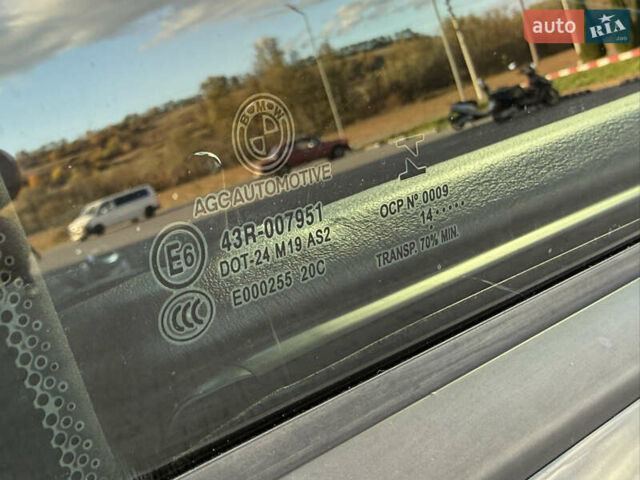 auto RIA
BMW
AGC AUTOMOTIVE
E6
43R-007951
DOT-24 M19 AS2
E000255 20C
CCC
OCP Nº 0009
14.....
TRANSP. 70% MIN.